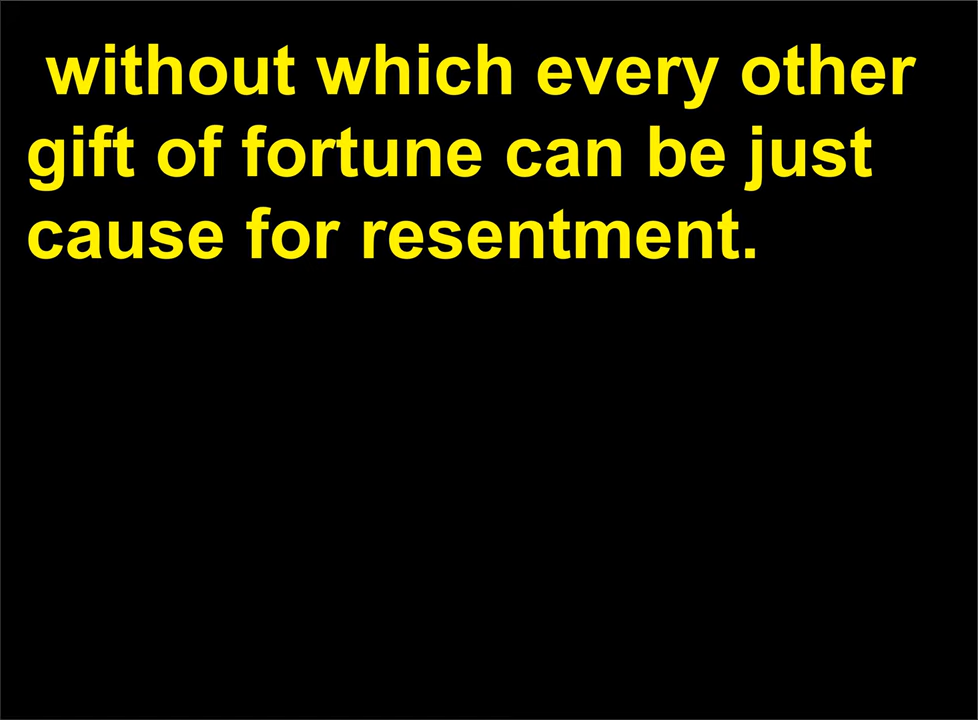 without which every other
gift of fortune can be just
cause for resentment.